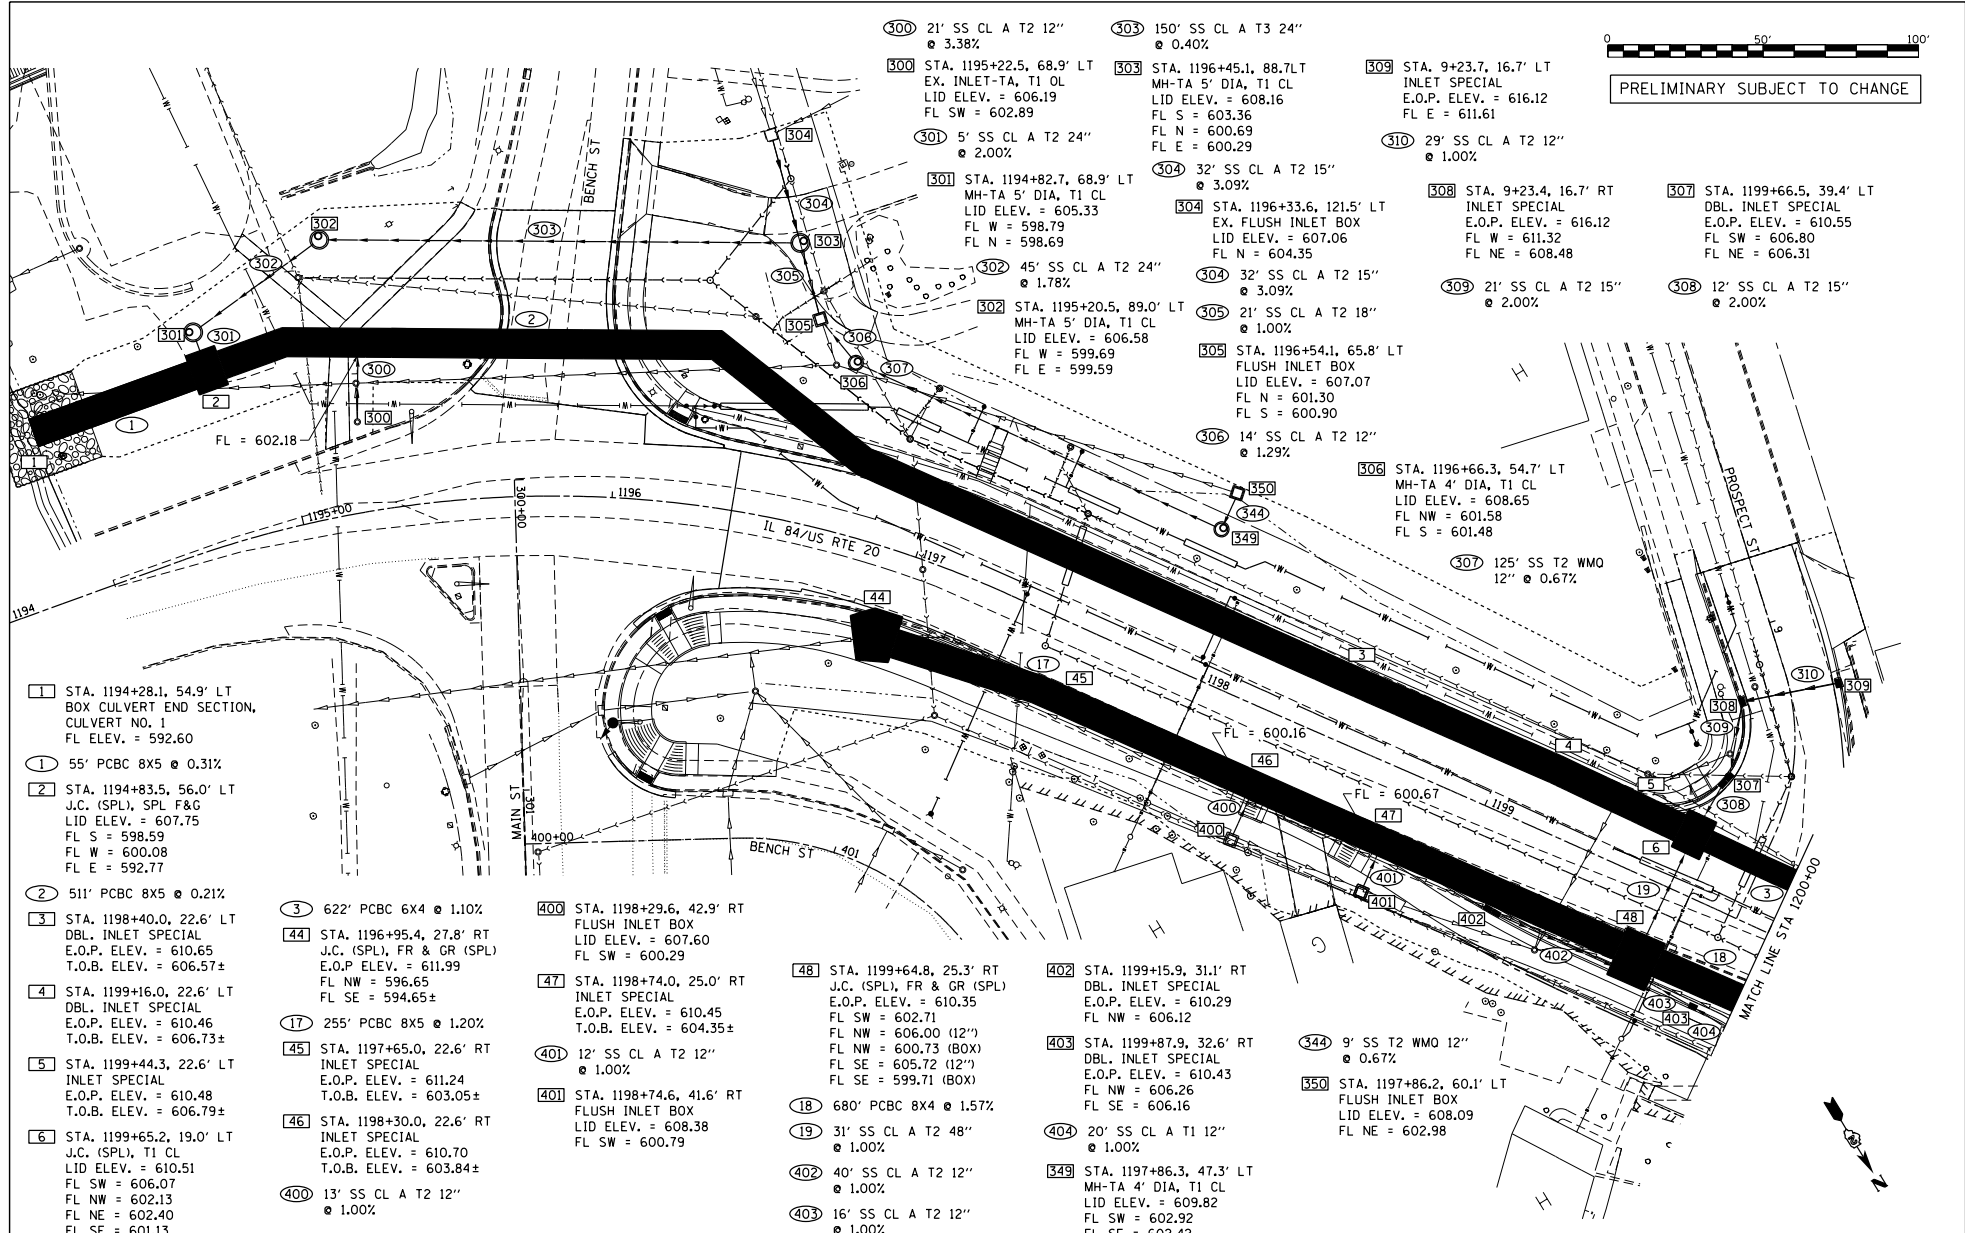 300 21' SS CL A T2 12''
@ 3.38%
300 STA. 1195+22.5, 68.9' LT
EX. INLET-TA, T1 OL
LID ELEV. = 606.19
FL SW = 602.89
301 5' SS CL A T2 24''
@ 2.00%
301 STA. 1194+82.7, 68.9' LT
MH-TA 5' DIA, T1 CL
LID ELEV. = 605.33
FL W = 598.79
FL N = 598.69
302 45' SS CL A T2 24''
@ 1.78%
302 STA. 1195+20.5, 89.0' LT
MH-TA 5' DIA, T1 CL
LID ELEV. = 606.58
FL W = 599.69
FL E = 599.59
303 150' SS CL A T3 24''
@ 0.40%
303 STA. 1196+45.1, 88.7LT
MH-TA 5' DIA, T1 CL
LID ELEV. = 608.16
FL S = 603.36
FL N = 600.69
FL E = 600.29
304 32' SS CL A T2 15''
@ 3.09%
304 STA. 1196+33.6, 121.5' LT
EX. FLUSH INLET BOX
LID ELEV. = 607.06
FL N = 604.35
304 32' SS CL A T2 15''
@ 3.09%
305 21' SS CL A T2 18''
@ 1.00%
305 STA. 1196+54.1, 65.8' LT
FLUSH INLET BOX
LID ELEV. = 607.07
FL N = 601.30
FL S = 600.90
306 14' SS CL A T2 12''
@ 1.29%
306 STA. 1196+66.3, 54.7' LT
MH-TA 4' DIA, T1 CL
LID ELEV. = 608.65
FL NW = 601.58
FL S = 601.48
307 125' SS T2 WMQ
12'' @ 0.67%
309 STA. 9+23.7, 16.7' LT
INLET SPECIAL
E.O.P. ELEV. = 616.12
FL E = 611.61
310 29' SS CL A T2 12''
@ 1.00%
308 STA. 9+23.4, 16.7' RT
INLET SPECIAL
E.O.P. ELEV. = 616.12
FL W = 611.32
FL NE = 608.48
309 21' SS CL A T2 15''
@ 2.00%
0 50' 100'
PRELIMINARY SUBJECT TO CHANGE
307 STA. 1199+66.5, 39.4' LT
DBL. INLET SPECIAL
E.O.P. ELEV. = 610.55
FL SW = 606.80
FL NE = 606.31
308 12' SS CL A T2 15''
@ 2.00%
BENCH ST
304
304
302
303
303
302
305
301
301
2
305
306
307
306
300
2
300
1
FL = 602.18
1
350
344
349
PROSPECT ST
300+00
1196
1195+00
1194
IL 84/US RTE 20
1197
44
17
45
3
1198
9
310
309
308
309
4
FL = 600.16
46
5
307
308
FL = 600.67
47
1199
400
400
6
MAIN ST
301
400+00
BENCH ST
401
401
401
402
402
19
3
48
18
403
403
404
MATCH LINE STA 1200+00
H
H
G
H
H
N
1 STA. 1194+28.1, 54.9' LT
BOX CULVERT END SECTION,
CULVERT NO. 1
FL ELEV. = 592.60
1 55' PCBC 8X5 @ 0.31%
2 STA. 1194+83.5, 56.0' LT
J.C. (SPL), SPL F&G
LID ELEV. = 607.75
FL S = 598.59
FL W = 600.08
FL E = 592.77
2 511' PCBC 8X5 @ 0.21%
3 STA. 1198+40.0, 22.6' LT
DBL. INLET SPECIAL
E.O.P. ELEV. = 610.65
T.O.B. ELEV. = 606.57±
4 STA. 1199+16.0, 22.6' LT
DBL. INLET SPECIAL
E.O.P. ELEV. = 610.46
T.O.B. ELEV. = 606.73±
5 STA. 1199+44.3, 22.6' LT
INLET SPECIAL
E.O.P. ELEV. = 610.48
T.O.B. ELEV. = 606.79±
6 STA. 1199+65.2, 19.0' LT
J.C. (SPL), T1 CL
LID ELEV. = 610.51
FL SW = 606.07
FL NW = 602.13
FL NE = 602.40
FL SE = 601.13
3 622' PCBC 6X4 @ 1.10%
44 STA. 1196+95.4, 27.8' RT
J.C. (SPL), FR & GR (SPL)
E.O.P ELEV. = 611.99
FL NW = 596.65
FL SE = 594.65±
17 255' PCBC 8X5 @ 1.20%
45 STA. 1197+65.0, 22.6' RT
INLET SPECIAL
E.O.P. ELEV. = 611.24
T.O.B. ELEV. = 603.05±
46 STA. 1198+30.0, 22.6' RT
INLET SPECIAL
E.O.P. ELEV. = 610.70
T.O.B. ELEV. = 603.84±
400 13' SS CL A T2 12''
@ 1.00%
400 STA. 1198+29.6, 42.9' RT
FLUSH INLET BOX
LID ELEV. = 607.60
FL SW = 600.29
47 STA. 1198+74.0, 25.0' RT
INLET SPECIAL
E.O.P. ELEV. = 610.45
T.O.B. ELEV. = 604.35±
401 12' SS CL A T2 12''
@ 1.00%
401 STA. 1198+74.6, 41.6' RT
FLUSH INLET BOX
LID ELEV. = 608.38
FL SW = 600.79
48 STA. 1199+64.8, 25.3' RT
J.C. (SPL), FR & GR (SPL)
E.O.P. ELEV. = 610.35
FL SW = 602.71
FL NW = 606.00 (12'')
FL NW = 600.73 (BOX)
FL SE = 605.72 (12'')
FL SE = 599.71 (BOX)
18 680' PCBC 8X4 @ 1.57%
19 31' SS CL A T2 48''
@ 1.00%
402 40' SS CL A T2 12''
@ 1.00%
403 16' SS CL A T2 12''
@ 1.00%
402 STA. 1199+15.9, 31.1' RT
DBL. INLET SPECIAL
E.O.P. ELEV. = 610.29
FL NW = 606.12
403 STA. 1199+87.9, 32.6' RT
DBL. INLET SPECIAL
E.O.P. ELEV. = 610.43
FL NW = 606.26
FL SE = 606.16
404 20' SS CL A T1 12''
@ 1.00%
349 STA. 1197+86.3, 47.3' LT
MH-TA 4' DIA, T1 CL
LID ELEV. = 609.82
FL SW = 602.92
344 9' SS T2 WMQ 12''
@ 0.67%
350 STA. 1197+86.2, 60.1' LT
FLUSH INLET BOX
LID ELEV. = 608.09
FL NE = 602.98